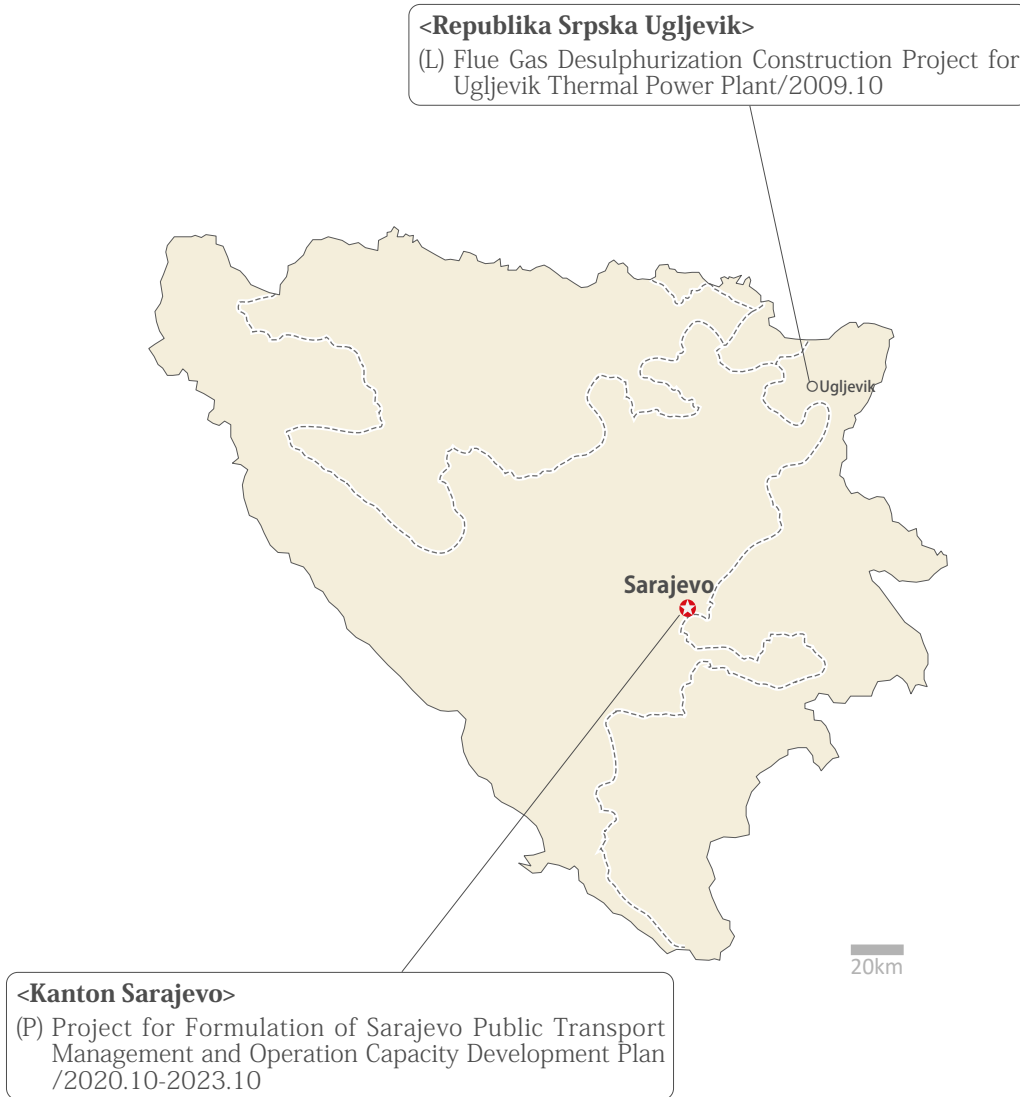 <Republika Srpska Ugljevik>
(L) Flue Gas Desulphurization Construction Project for
Ugljevik Thermal Power Plant/2009.10
Ugljevik
Sarajevo
20km
<Kanton Sarajevo>
(P) Project for Formulation of Sarajevo Public Transport
Management and Operation Capacity Development Plan
/2020.10-2023.10